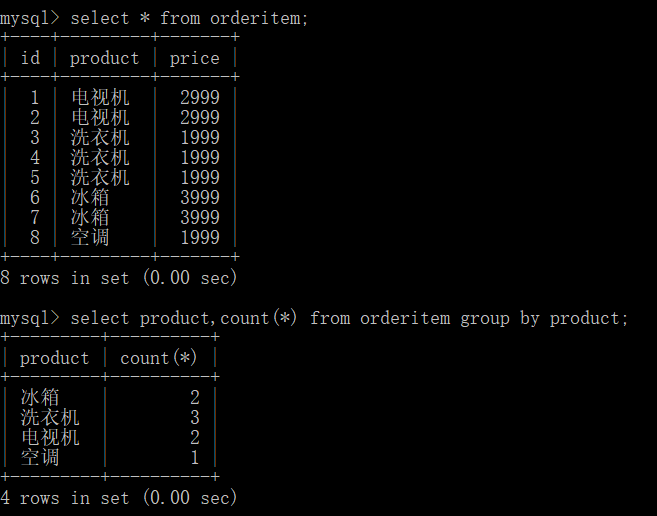 mysql> select * from orderitem;
+----+---------+-------+
| id | product | price |
+----+---------+-------+
| 1 | 电视机 | 2999 |
| 2 | 电视机 | 2999 |
| 3 | 洗衣机 | 1999 |
| 4 | 洗衣机 | 1999 |
| 5 | 洗衣机 | 1999 |
| 6 | 冰箱 | 3999 |
| 7 | 冰箱 | 3999 |
| 8 | 空调 | 1999 |
+----+---------+-------+
8 rows in set (0.00 sec)
mysql> select product,count(*) from orderitem group by product;
+---------+----------+
| product | count(*) |
+---------+----------+
| 冰箱 | 2 |
| 洗衣机 | 3 |
| 电视机 | 2 |
| 空调 | 1 |
+---------+----------+
4 rows in set (0.00 sec)